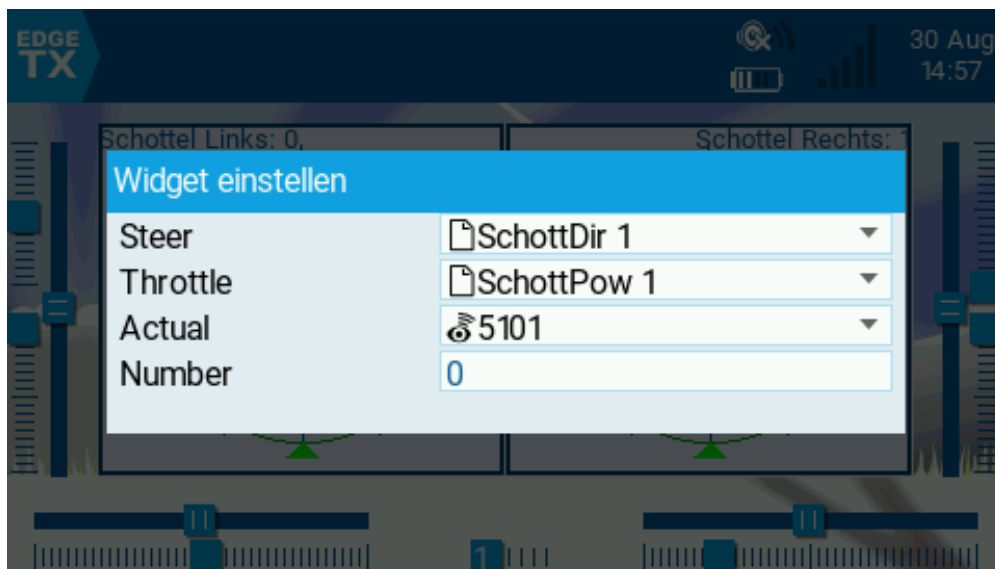 EDGE
TX
30 Aug
14:57
Schottel Links: 0,
Schottel Rechts: 1
Widget einstellen
Steer SchottDir 1
Throttle SchottPow 1
Actual 5101
Number 0
1